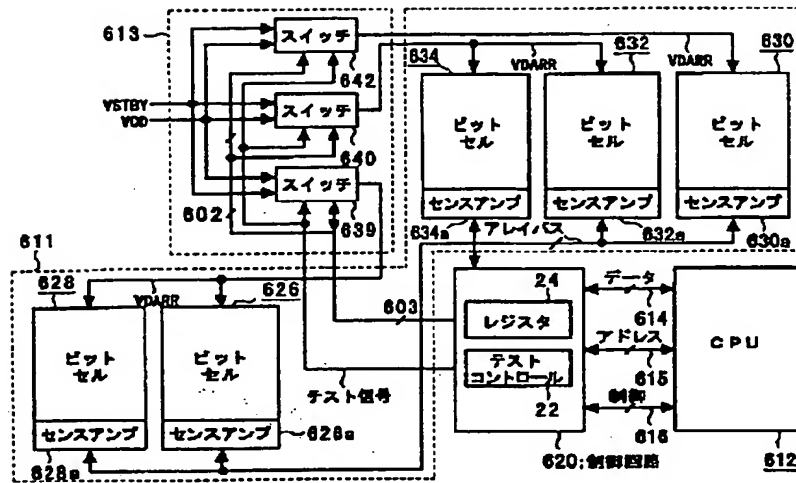 613
スイッチ
642
VSTBY
VDD
スイッチ
640
スイッチ
602
639
634
VDARR
632
VDARR
630
ビット
セル
ビット
セル
ビット
セル
センスアンプ
センスアンプ
センスアンプ
634a
アレイバス
632a
630a
611
628
VDARR
626
ビット
セル
ビット
セル
センスアンプ
センスアンプ
628a
626a
603
テスト信号
24
レジスタ
テスト
コントロール
22
620;制御回路
データ
614
アドレス
615
制御
616
CPU
612